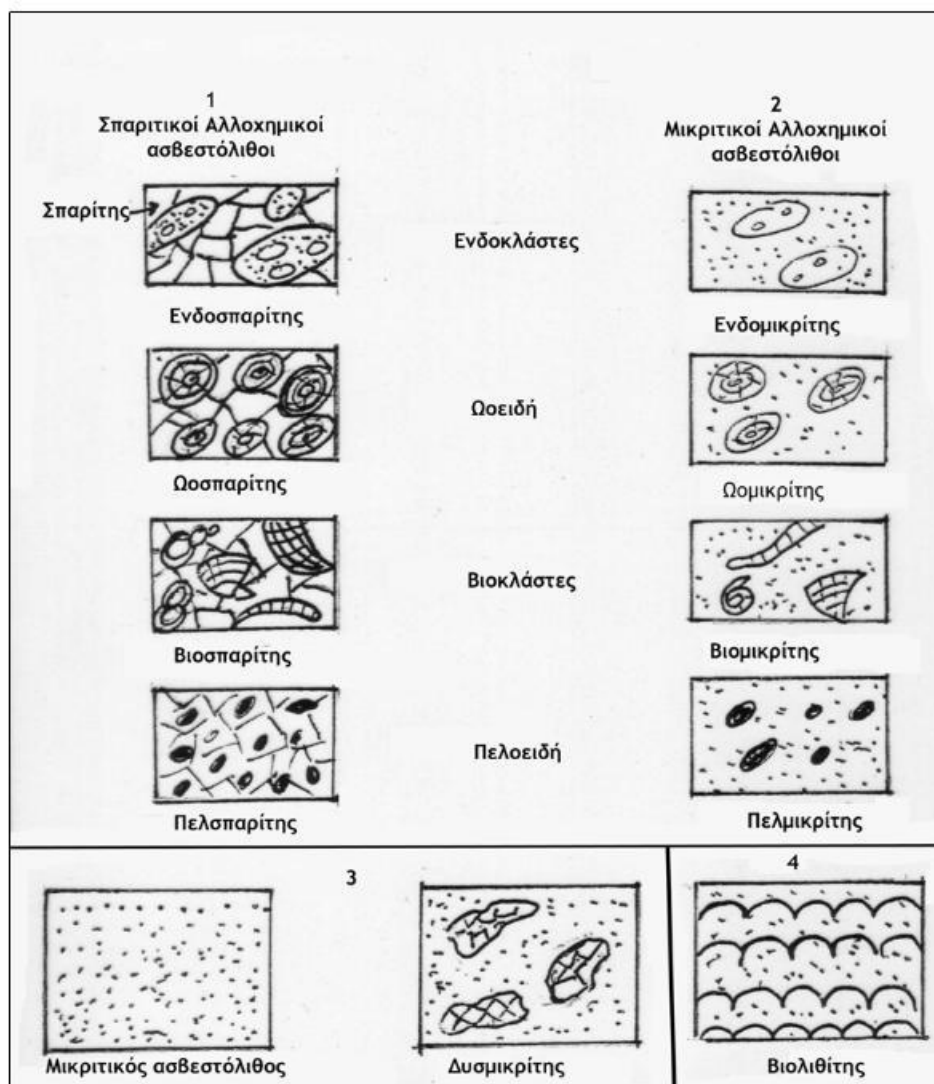 1
Σπαριτικοί Αλλοχημικοί
ασβεστόλιθοι
2
Μικριτικοί Αλλοχημικοί
ασβεστόλιθοι
Σπαρίτης
Ενδοκλάστες
Ενδοσπαρίτης
Ενδομικρίτης
Ωοειδή
Ωοσπαρίτης
Ωομικρίτης
Βιοκλάστες
Βιοσπαρίτης
Βιομικρίτης
Πελοειδή
Πελσπαρίτης
Πελμικρίτης
3
4
Μικριτικός ασβεστόλιθος
Δυσμικρίτης
Βιολιθίτης